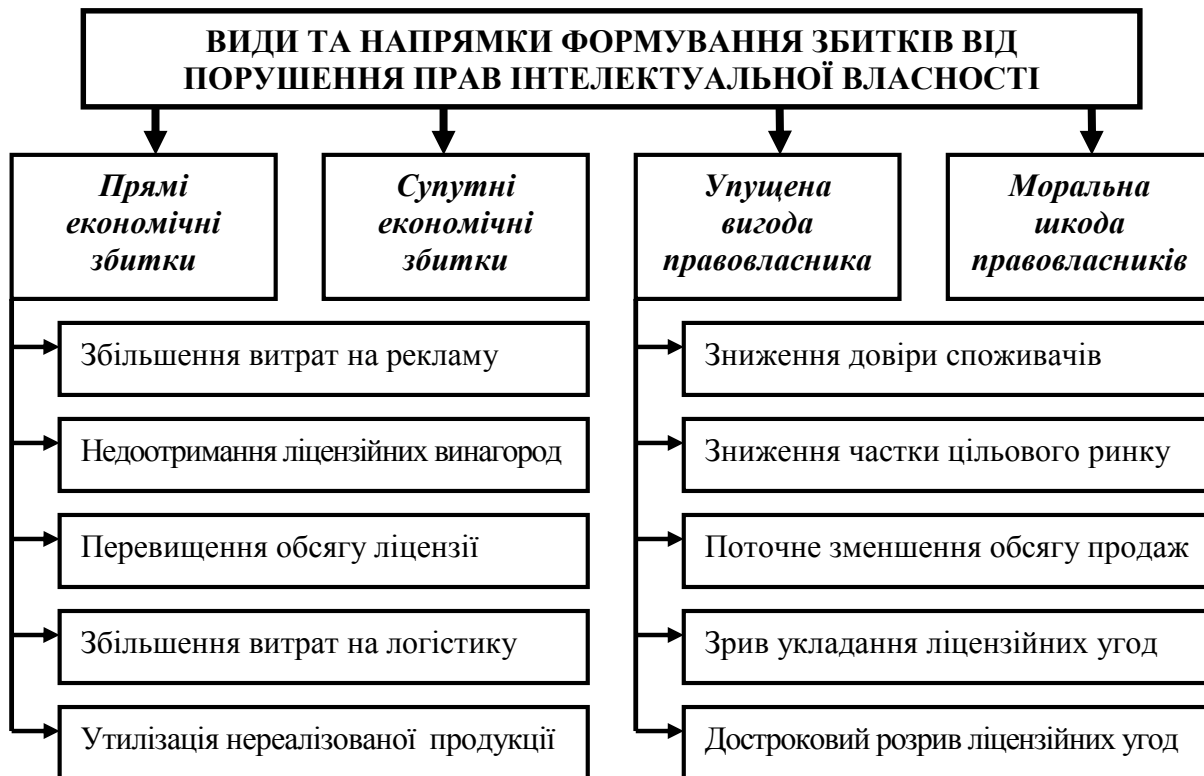 ВИДИ ТА НАПРЯМКИ ФОРМУВАННЯ ЗБИТКІВ ВІД
ПОРУШЕННЯ ПРАВ ІНТЕЛЕКТУАЛЬНОЇ ВЛАСНОСТІ
Прямі
економічні
збитки
Супутні
економічні
збитки
Упущена
вигода
правовласника
Моральна
шкода
правовласників
Збільшення витрат на рекламу
Недоотримання ліцензійних винагород
Перевищення обсягу ліцензії
Збільшення витрат на логістику
Утилізація нереалізованої продукції
Зниження довіри споживачів
Зниження частки цільового ринку
Поточне зменшення обсягу продаж
Зрив укладання ліцензійних угод
Достроковий розрив ліцензійних угод